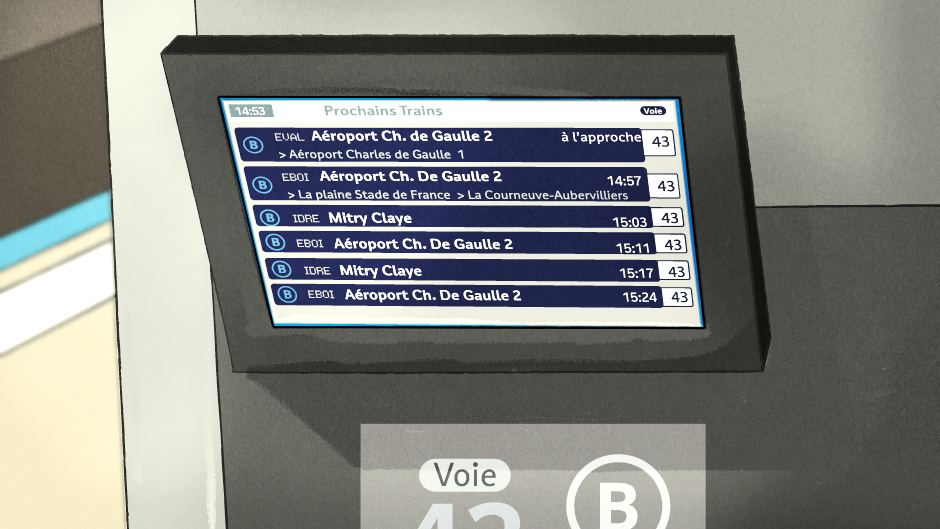 14:53 Prochains Trains Voie
B EVAL Aéroport Ch. de Gaulle 2 à l'approche 43
> Aéroport Charles de Gaulle 1
B EBOI Aéroport Ch. De Gaulle 2 14:57 43
> La plaine Stade de France > La Courneuve-Aubervilliers
B IDRE Mitry Claye 15:03 43
B EBOI Aéroport Ch. De Gaulle 2 15:11 43
B IDRE Mitry Claye 15:17 43
B EBOI Aéroport Ch. De Gaulle 2 15:24 43
Voie
43 B